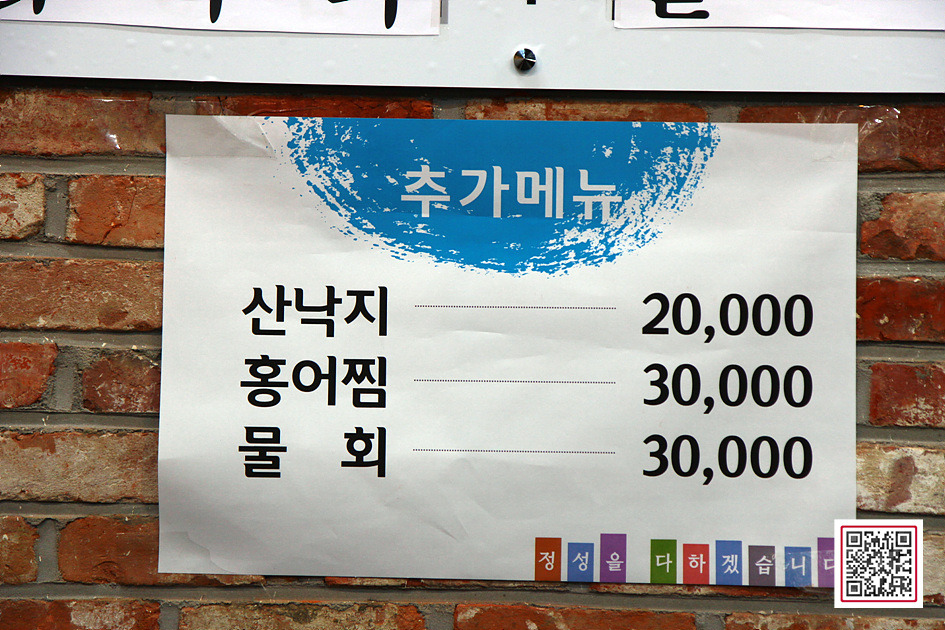 추가메뉴
산낙지 20,000
홍어찜 30,000
물 회 30,000
정성을 다하겠습니다